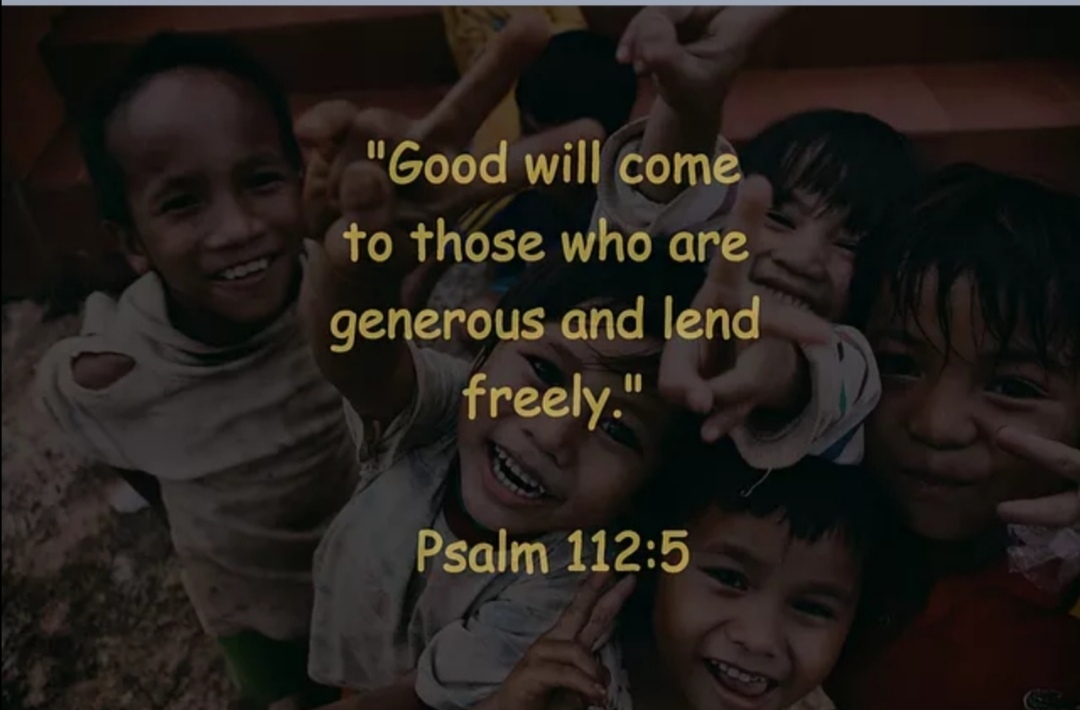 "Good will come
to those who are
generous and lend
freely."
Psalm 112:5